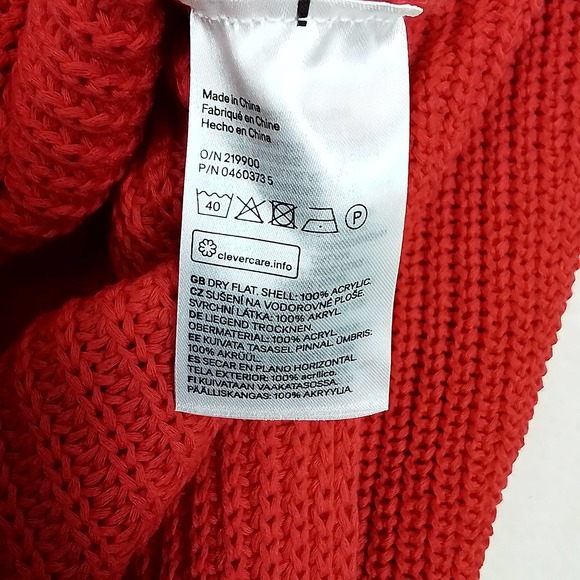 Made in China
Fabriqué en Chine
Hecho en China
O/N 219900
P/N 0460373 5
40 P
clevercare.info
GB DRY FLAT. SHELL: 100% ACRYLIC.
CZ SUŠENÍ NA VODOROVNÉ PLOŠE.
SVRCHNÍ LÁTKA: 100% AKRYL.
DE LIEGEND TROCKNEN.
OBERMATERIAL: 100% ACRYL.
EE KUIVATA TASASEL PINNAL. ÜMBRIS:
100% AKRÜÜL.
ES SECAR EN PLANO HORIZONTAL
TELA EXTERIOR: 100% acrílico.
FI KUIVATAAN VAAKATASOSSA.
PÄÄLLISKANGAS: 100% AKRYYLIA